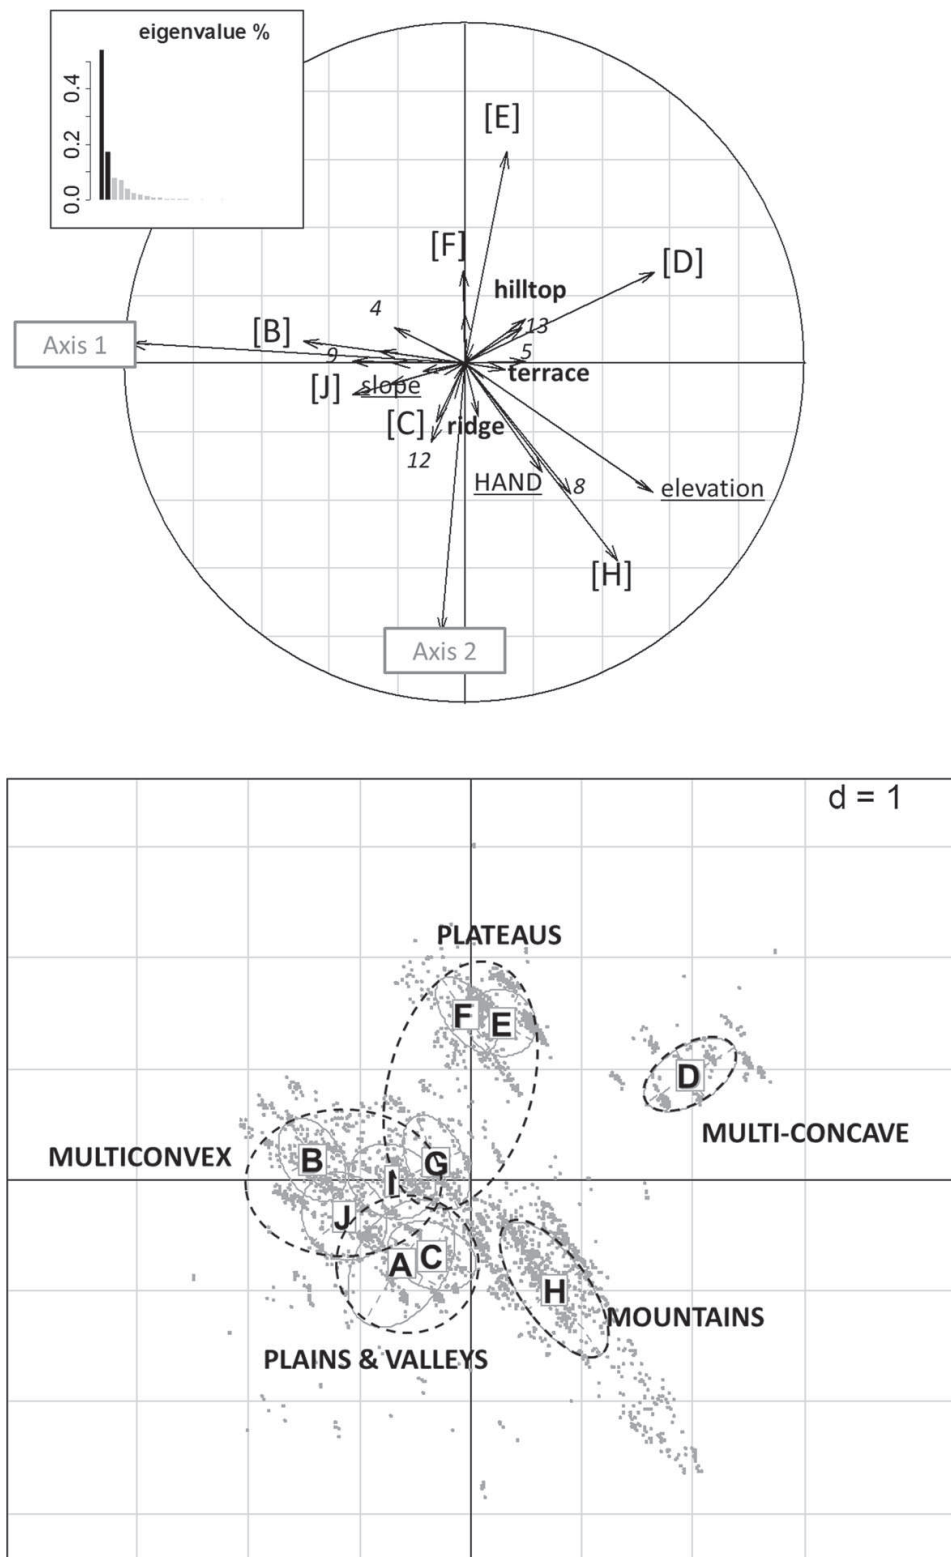 eigenvalue %
0.4
0.2
0.0
[E]
[F]
[D]
hilltop
4
13
[B]
Axis 1
9
5
terrace
[J]
slope
[C]
ridge
12
HAND
8
elevation
[H]
Axis 2
d = 1
PLATEAUS
F
E
D
MULTI-CONCAVE
MULTICONVEX
B
G
I
J
A
C
H
MOUNTAINS
PLAINS & VALLEYS